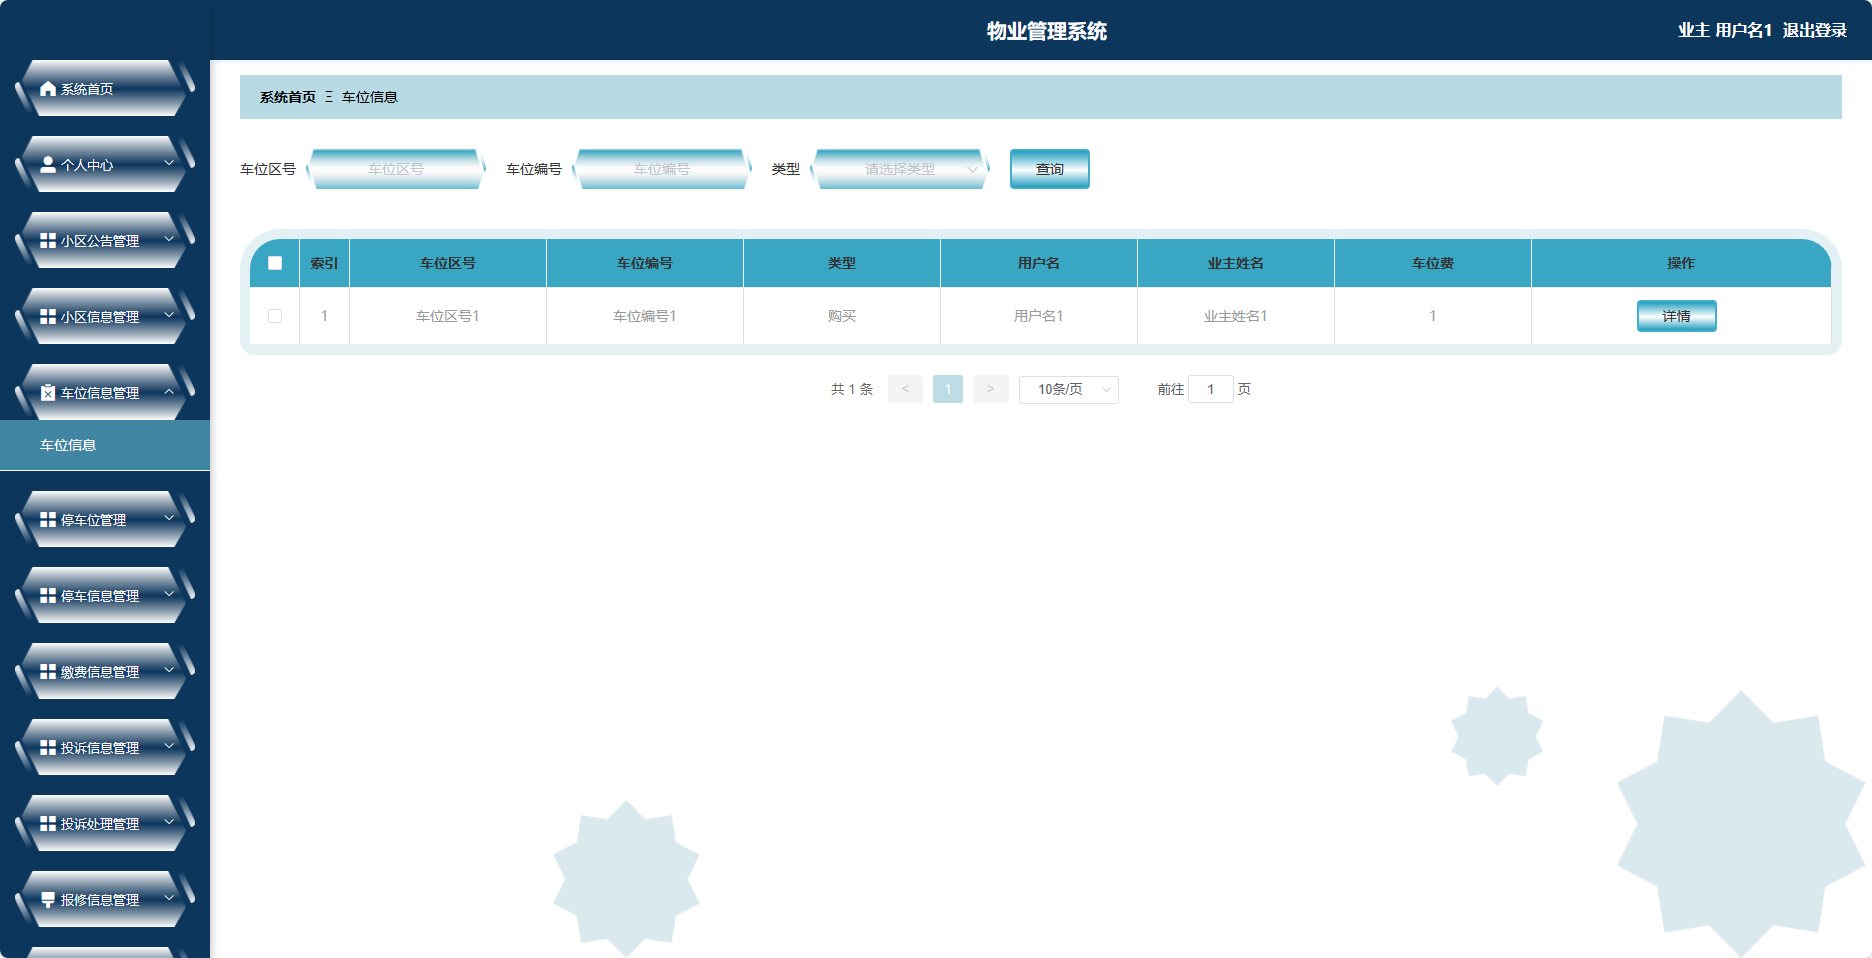 物业管理系统
业主 用户名1 退出登录
系统首页
个人中心
小区公告管理
小区信息管理
车位信息管理
车位信息
停车位管理
停车信息管理
缴费信息管理
投诉信息管理
投诉处理管理
报修信息管理
系统首页 Ξ 车位信息
车位区号 车位区号 车位编号 车位编号 类型 请选择类型 查询
索引 车位区号 车位编号 类型 用户名 业主姓名 车位费 操作
1 车位区号1 车位编号1 购买 用户名1 业主姓名1 1 详情
共 1 条 < 1 > 10条/页 前往 1 页